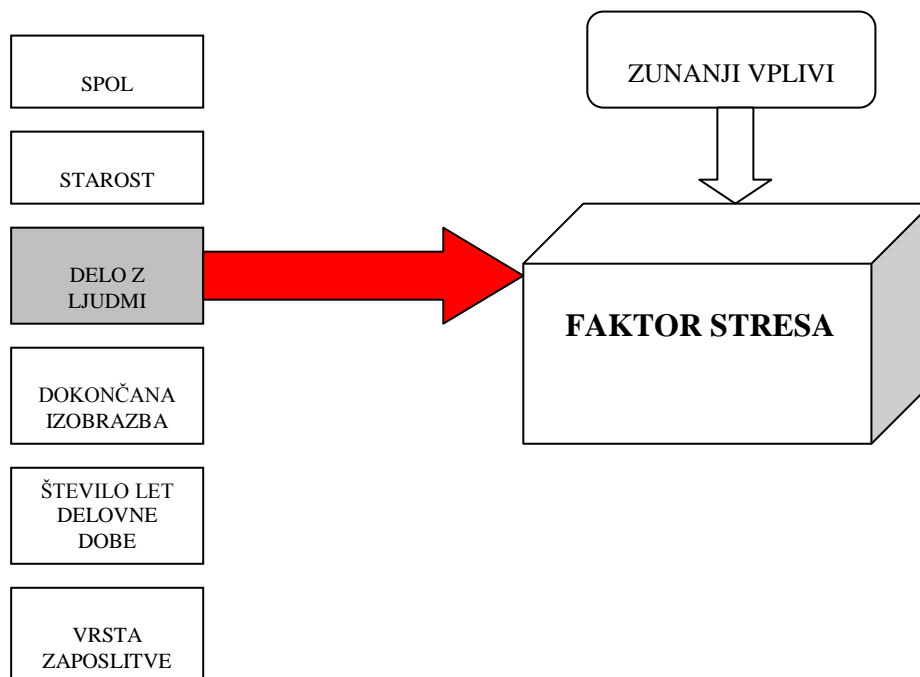 SPOL
STAROST
DELO Z
LJUDMI
DOKONČANA
IZOBRAZBA
ŠTEVILO LET
DELOVNE
DOBE
VRSTA
ZAPOSLITVE
ZUNANJI VPLIVI
FAKTOR STRESA